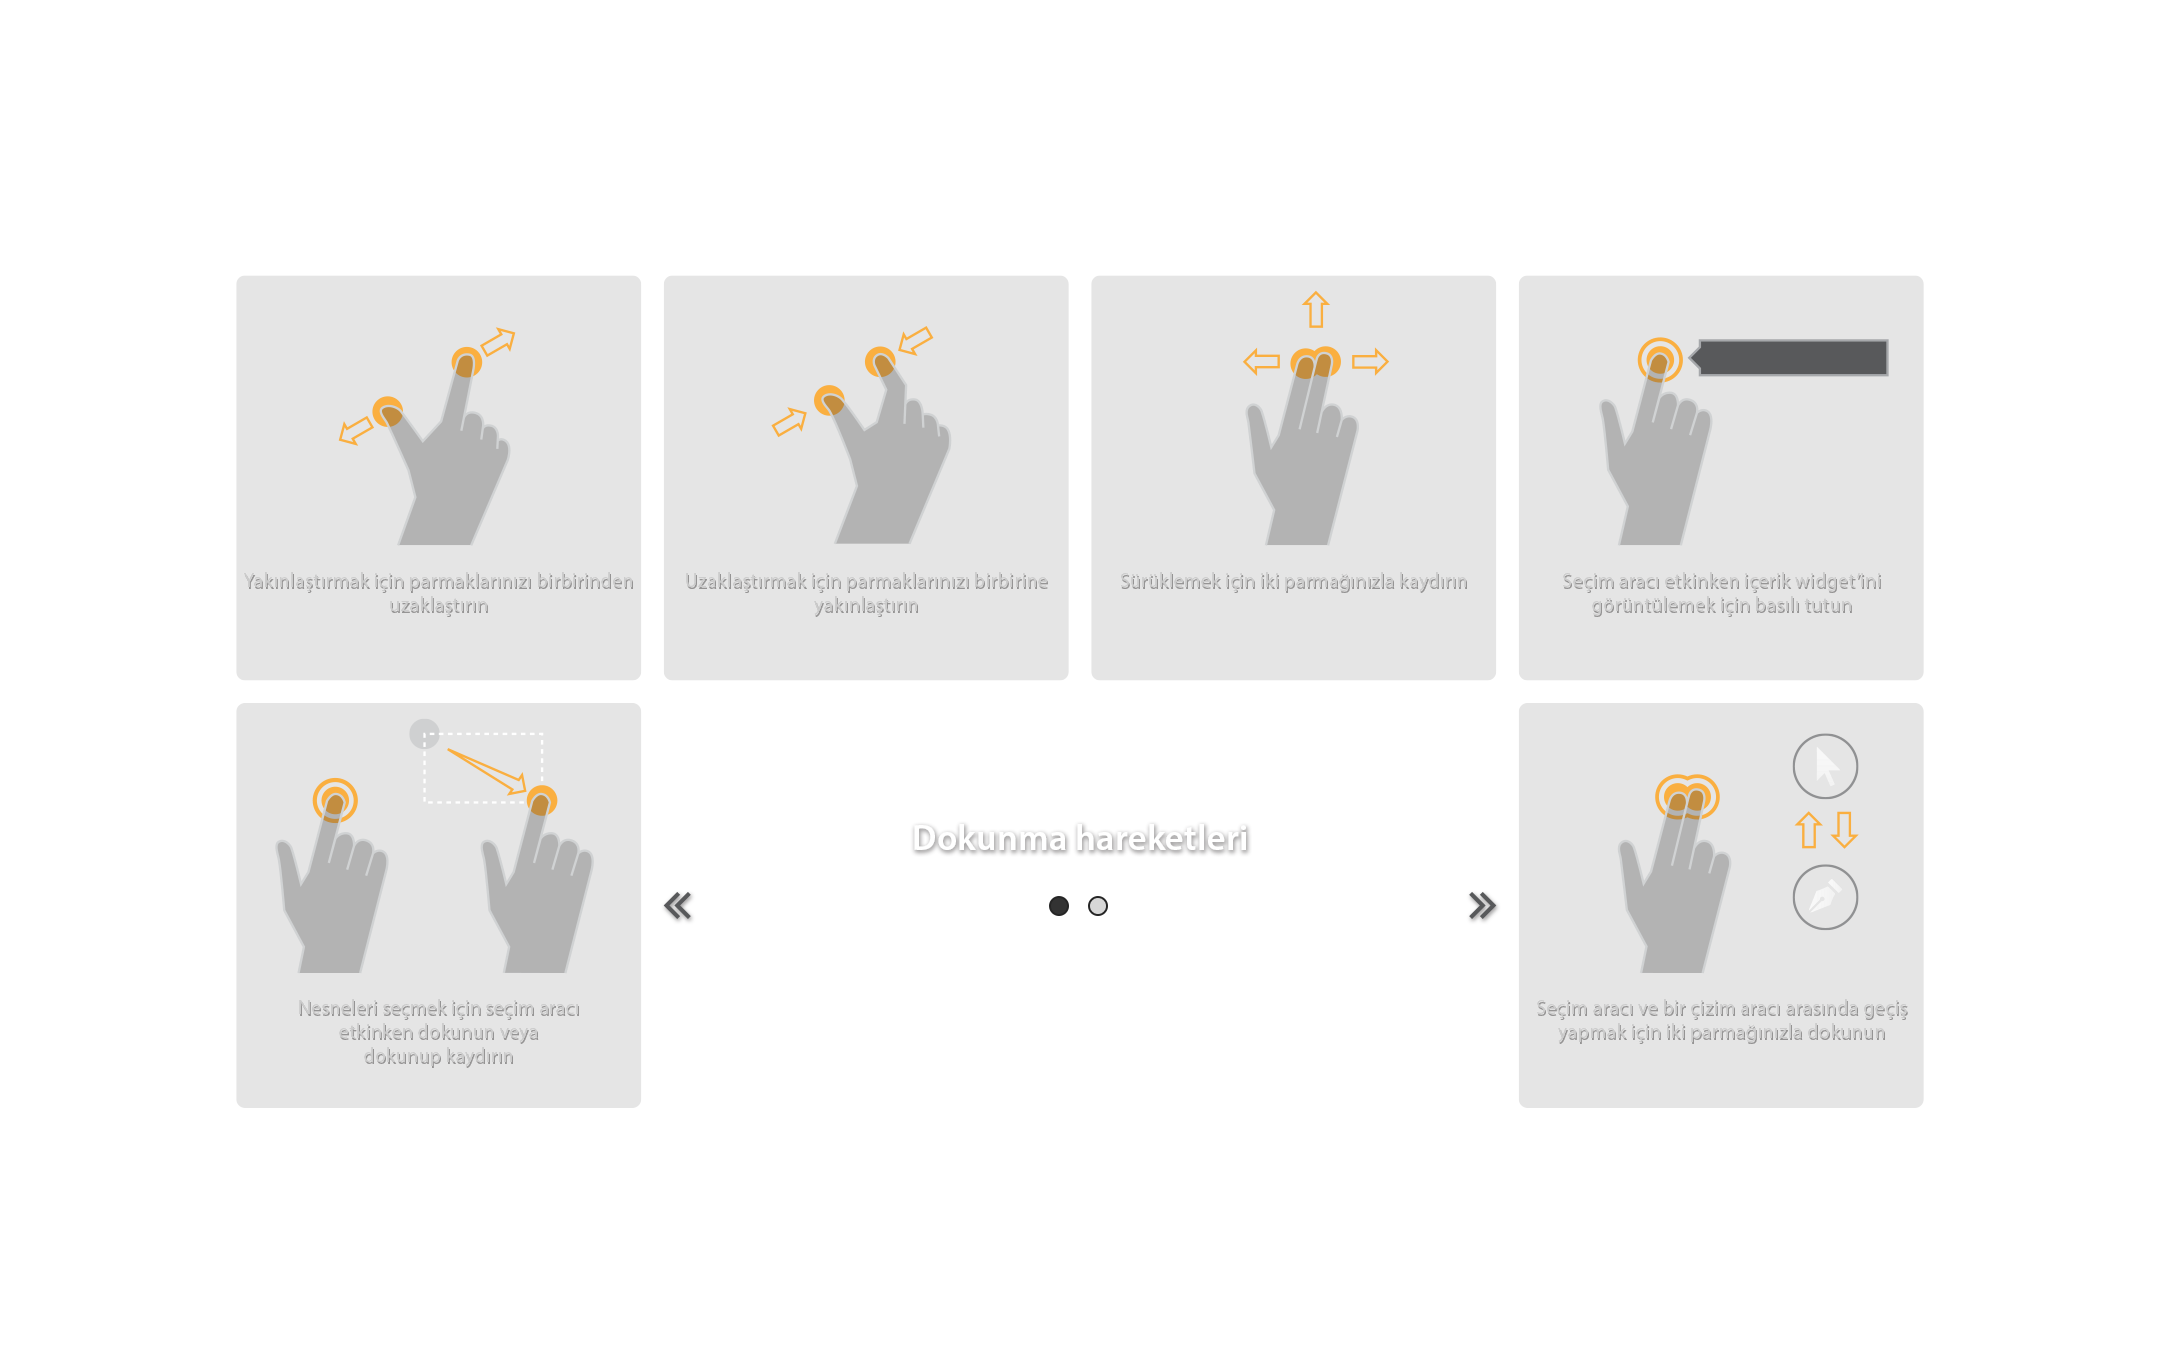 Yakınlaştırmak için parmaklarınızı birbirinden
uzaklaştırın
Uzaklaştırmak için parmaklarınızı birbirine
yakınlaştırın
Sürüklemek için iki parmağınızla kaydırın
Seçim aracı etkinken içerik widget'ini
görüntülemek için basılı tutun
Nesneleri seçmek için seçim aracı
etkinken dokunun veya
dokunup kaydırın
Dokunma hareketleri
Seçim aracı ve bir çizim aracı arasında geçiş
yapmak için iki parmağınızla dokunun